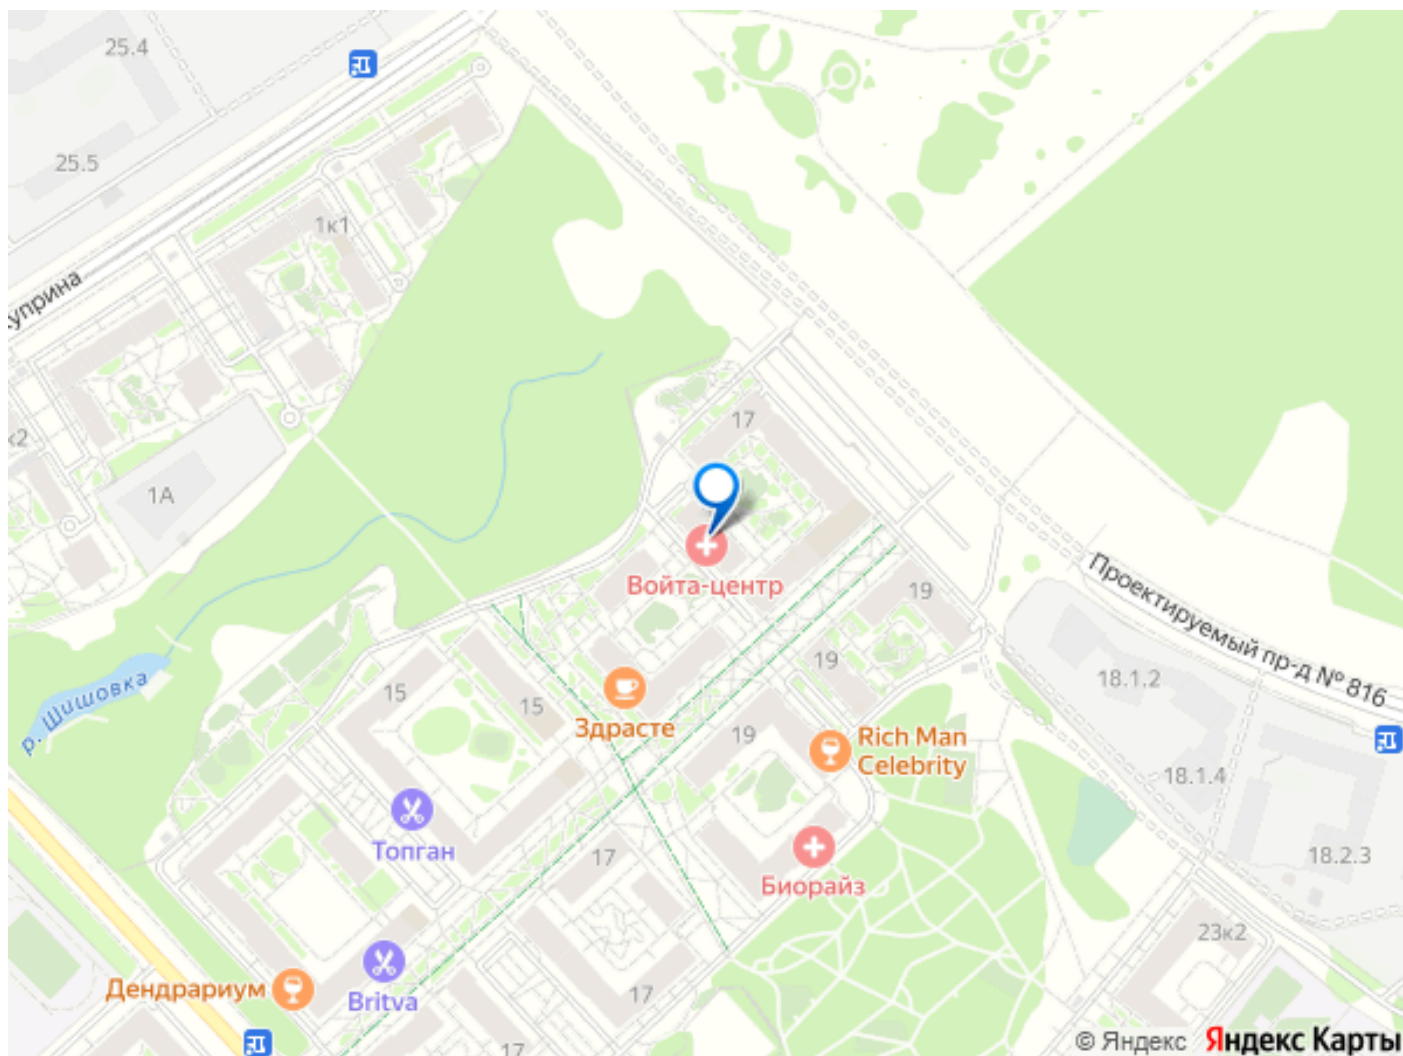 25.4
25.5
1к1
уприна
к2
1А
17
Войта-центр
19
Проектируемый пр-д № 816
р. Шишовка
15
15
19
18.1.2
Здрасте
19
Rich Man
Celebrity
18.1.4
Топган
17
Биорайз
18.2.3
23к2
Дендрариум
Britva
17
17
© Яндекс Яндекс Карты